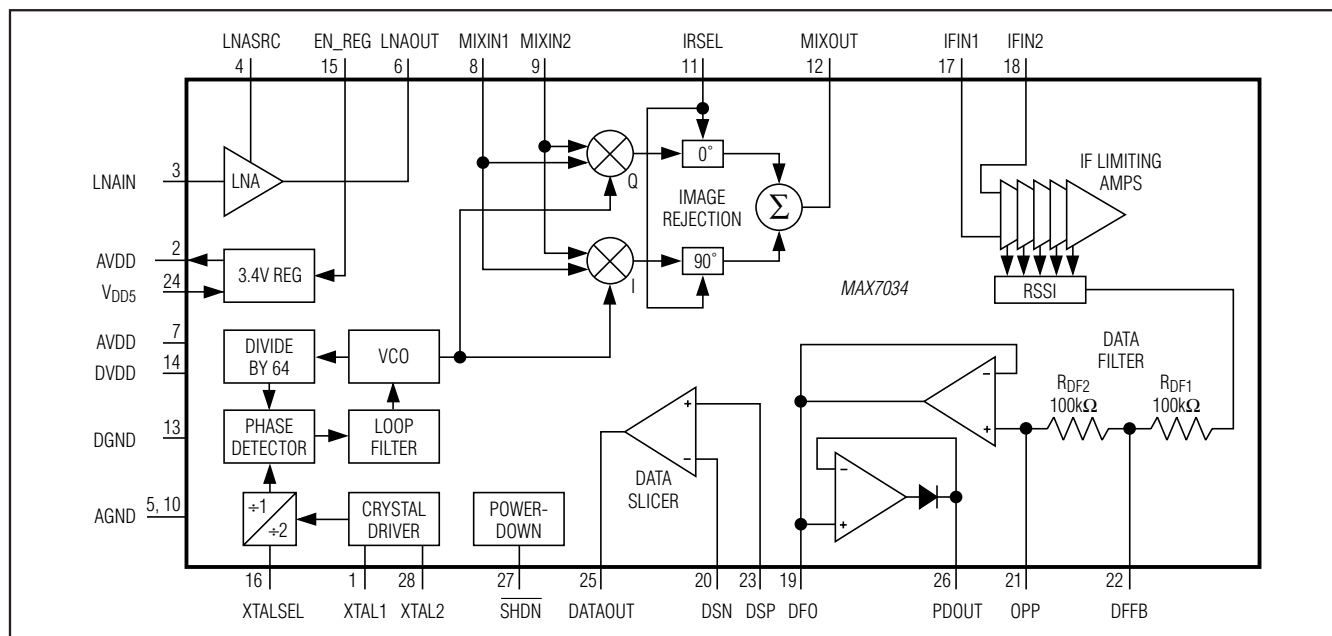 LNASRC EN_REG LNAOUT MIXIN1 MIXIN2 IRSEL MIXOUT IFIN1 IFIN2
4 15 6 8 9 11 12 17 18
LNAIN 3 LNA
Q
0°
IMAGE
REJECTION
Σ
IF LIMITING
AMPS
AVDD 2
VDD5 24
3.4V REG
I
90°
MAX7034
RSSI
AVDD 7
DVDD 14
DIVIDE
BY 64
VCO
DATA
FILTER
RDF2
100kΩ
RDF1
100kΩ
DGND 13
PHASE
DETECTOR
LOOP
FILTER
+
−
DATA
SLICER
−
+
−
+
AGND 5, 10
÷1
÷2
CRYSTAL
DRIVER
POWER-
DOWN
16 1 28 27 25 20 23 19 26 21 22
XTALSEL XTAL1 XTAL2 SHDN DATAOUT DSN DSP DFO PDOUT OPP DFFB